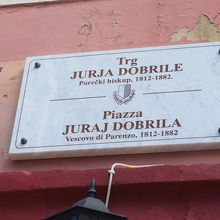 Trg
JURJA DOBRILE
Porečki biskup, 1812-1882.
Piazza
JURAJ DOBRILA
Vescovo di Parenzo, 1812-1882